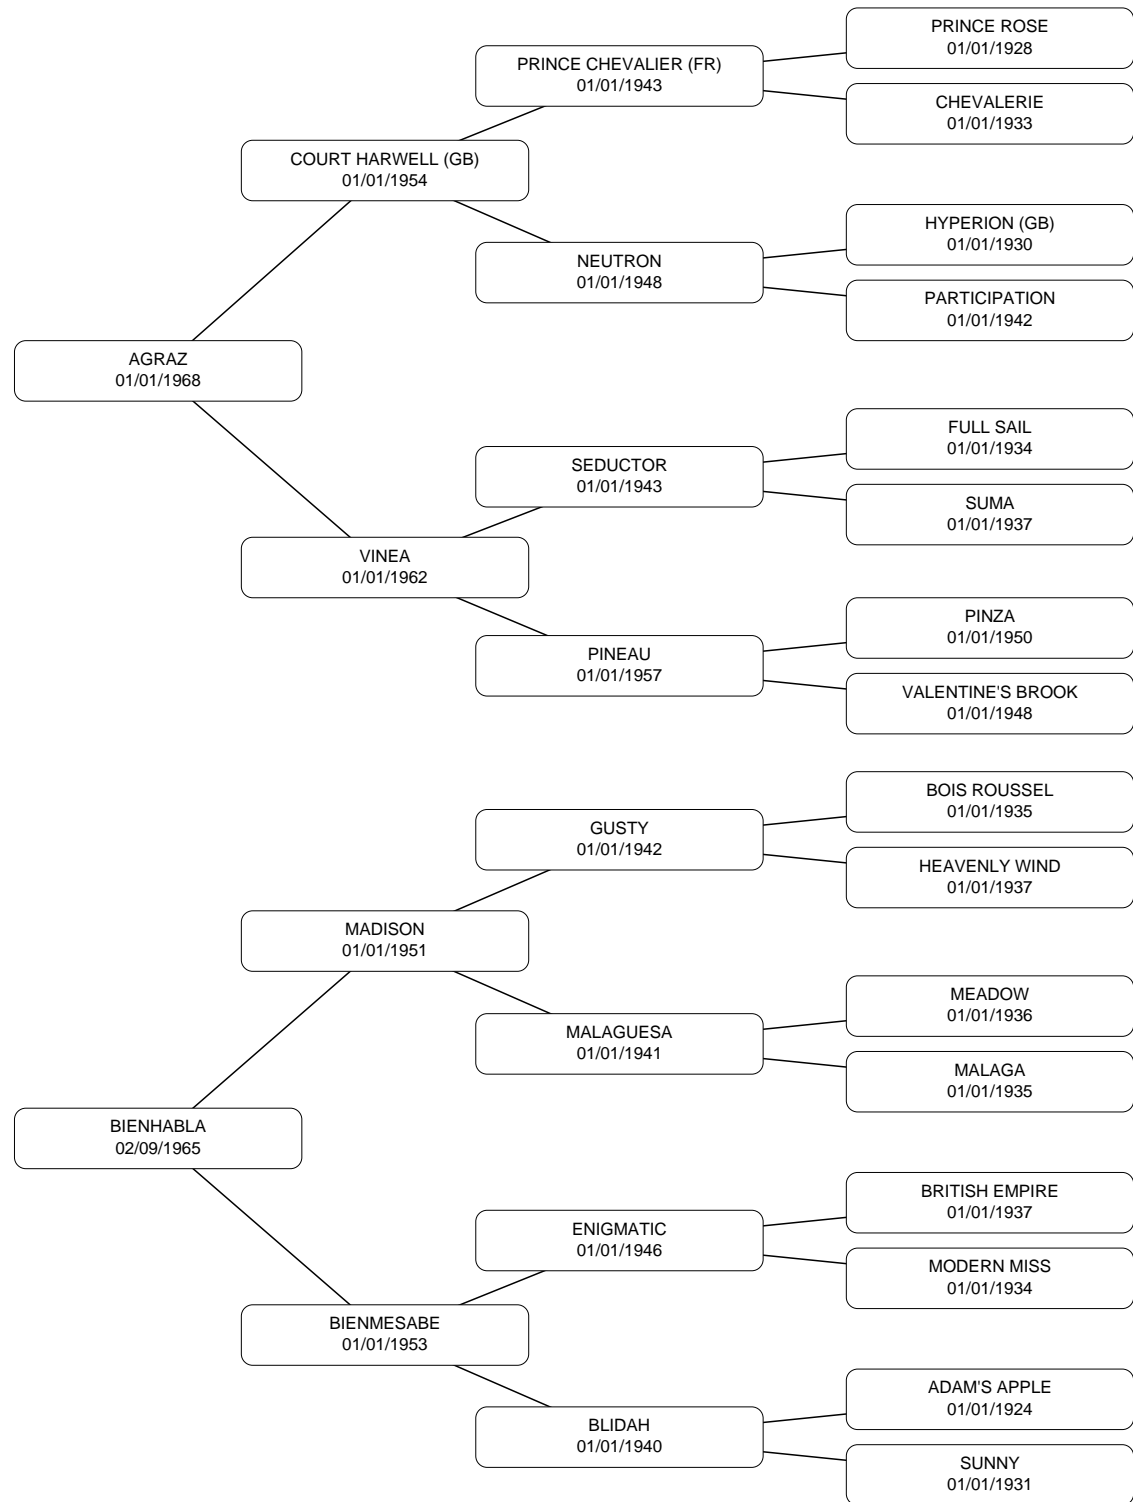 PRINCE ROSE
01/01/1928
PRINCE CHEVALIER (FR)
01/01/1943
CHEVALERIE
01/01/1933
COURT HARWELL (GB)
01/01/1954
HYPERION (GB)
01/01/1930
NEUTRON
01/01/1948
PARTICIPATION
01/01/1942
AGRAZ
01/01/1968
FULL SAIL
01/01/1934
SEDUCTOR
01/01/1943
SUMA
01/01/1937
VINEA
01/01/1962
PINZA
01/01/1950
PINEAU
01/01/1957
VALENTINE'S BROOK
01/01/1948
BOIS ROUSSEL
01/01/1935
GUSTY
01/01/1942
HEAVENLY WIND
01/01/1937
MADISON
01/01/1951
MEADOW
01/01/1936
MALAGUESA
01/01/1941
MALAGA
01/01/1935
BIENHABLA
02/09/1965
BRITISH EMPIRE
01/01/1937
ENIGMATIC
01/01/1946
MODERN MISS
01/01/1934
BIENMESABE
01/01/1953
ADAM'S APPLE
01/01/1924
BLIDAH
01/01/1940
SUNNY
01/01/1931